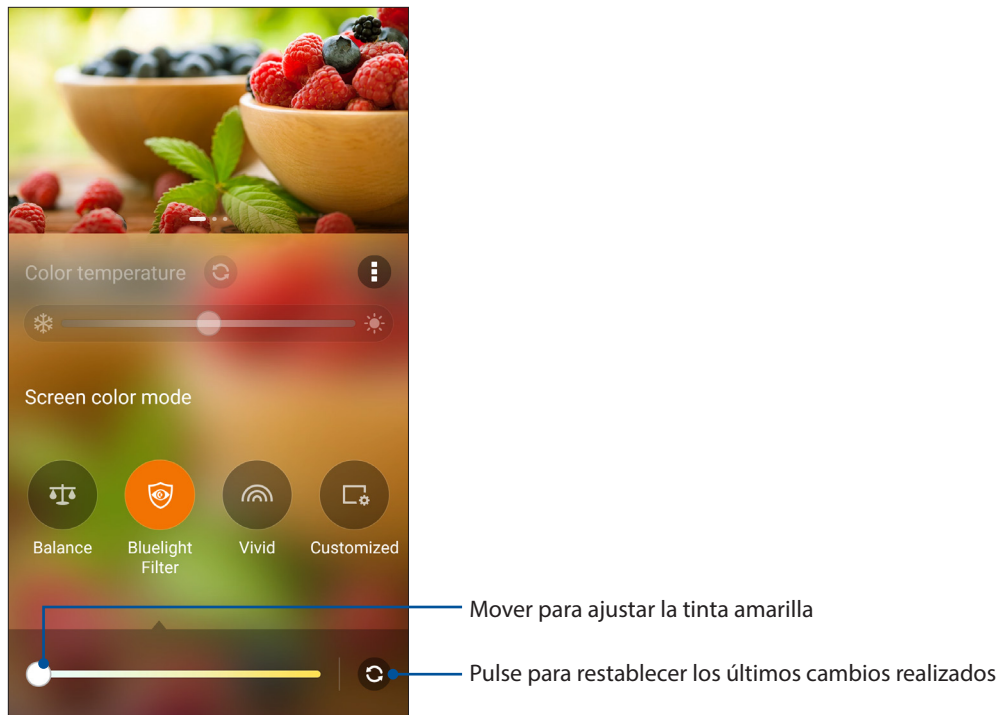 Color temperature
Screen color mode
Balance
Bluelight
Filter
Vivid
Customized
Mover para ajustar la tinta amarilla
Pulse para restablecer los últimos cambios realizados